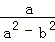 a
a² - b²